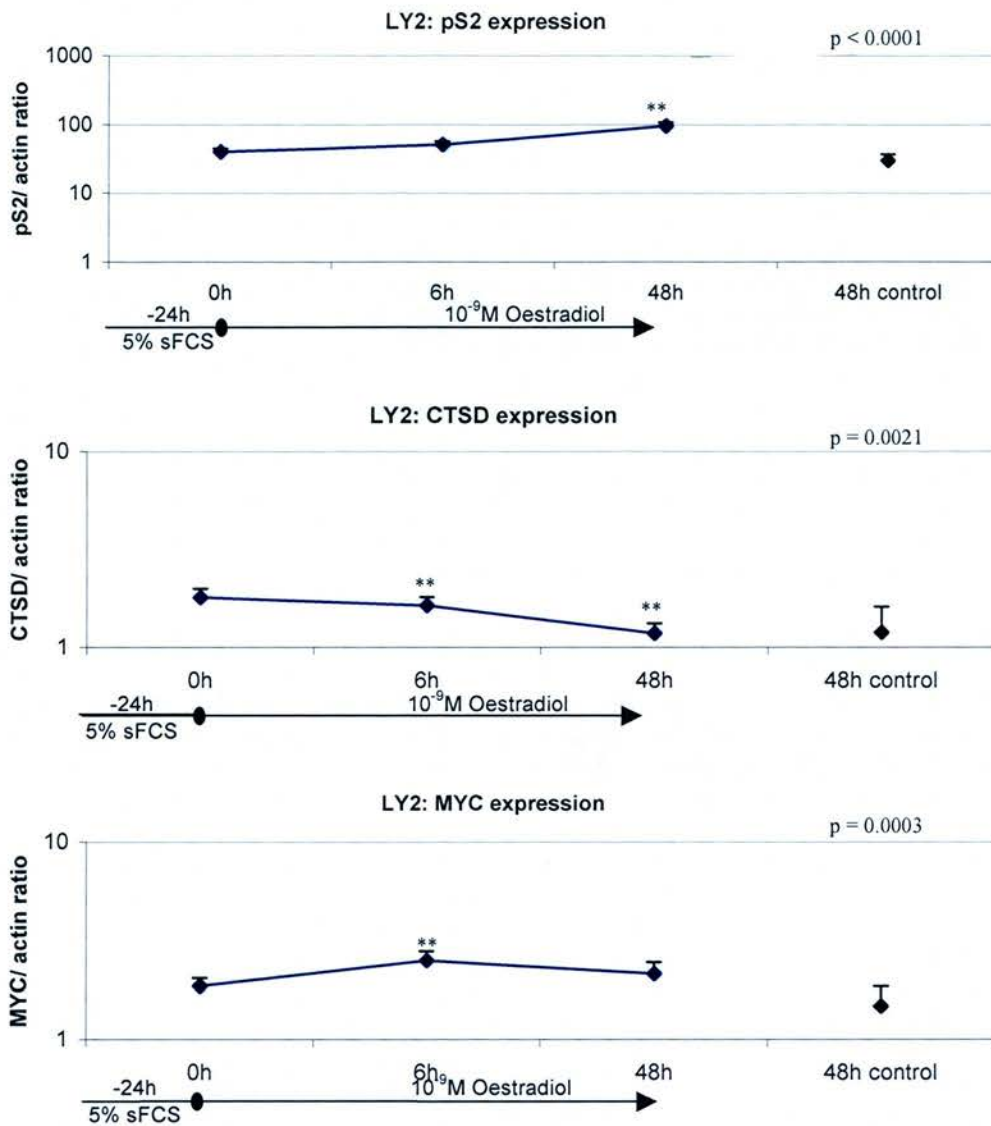 LY2: pS2 expression
p < 0.0001
1000
100
10
1
pS2/ actin ratio
**
0h 6h 48h 48h control
-24h 10⁻⁹M Oestradiol
5% sFCS
LY2: CTSD expression
p = 0.0021
10
1
CTSD/ actin ratio
** **
0h 6h 48h 48h control
-24h 10⁻⁹M Oestradiol
5% sFCS
LY2: MYC expression
p = 0.0003
10
1
MYC/ actin ratio
**
0h 6h 48h 48h control
-24h 10⁻⁹M Oestradiol
5% sFCS